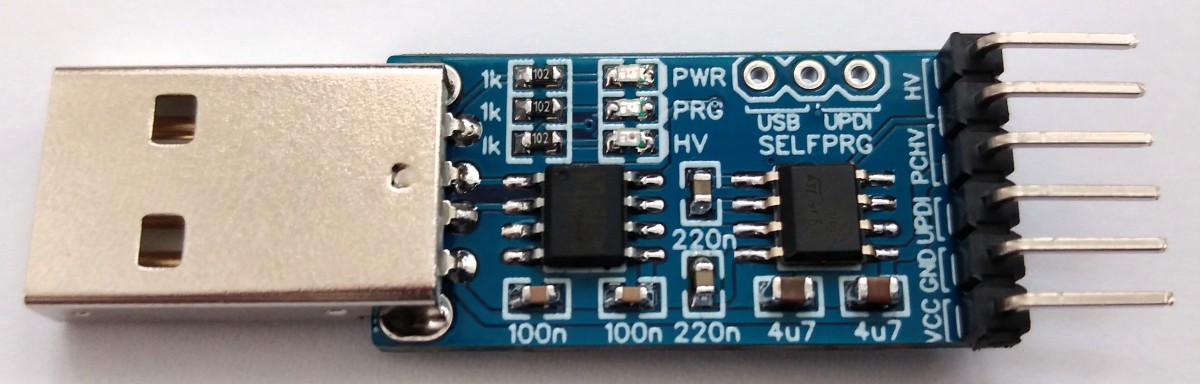 1k 102 PWR
1k 102 PRG
1k 102 HV
USB UPDI
SELFPRG
HV
PCHV
UPDI
GND
VCC
220n
100n 100n 220n 4u7 4u7